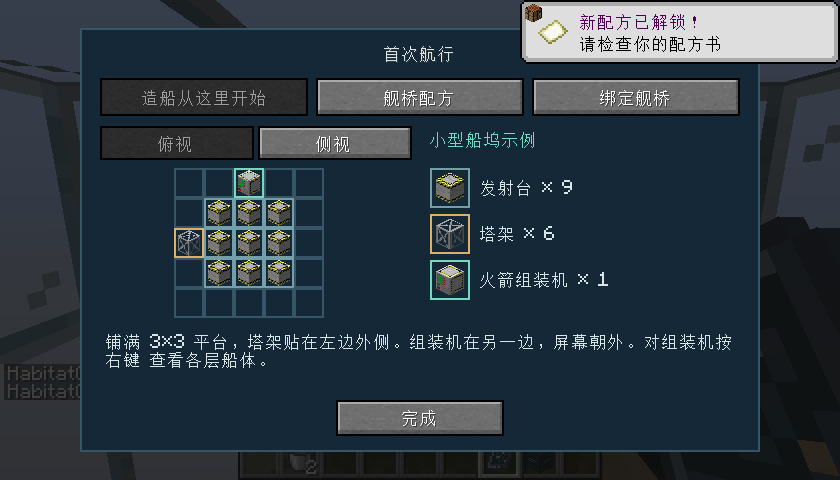 新配方已解锁！
请检查你的配方书
首次航行
造船从这里开始
舰桥配方
绑定舰桥
俯视
侧视
小型船坞示例
发射台 × 9
塔架 × 6
火箭组装机 × 1
铺满 3×3 平台，塔架贴在左边外侧。组装机在另一边，屏幕朝外。对组装机按
右键 查看各层船体。
Habitat
Habitat
完成
2